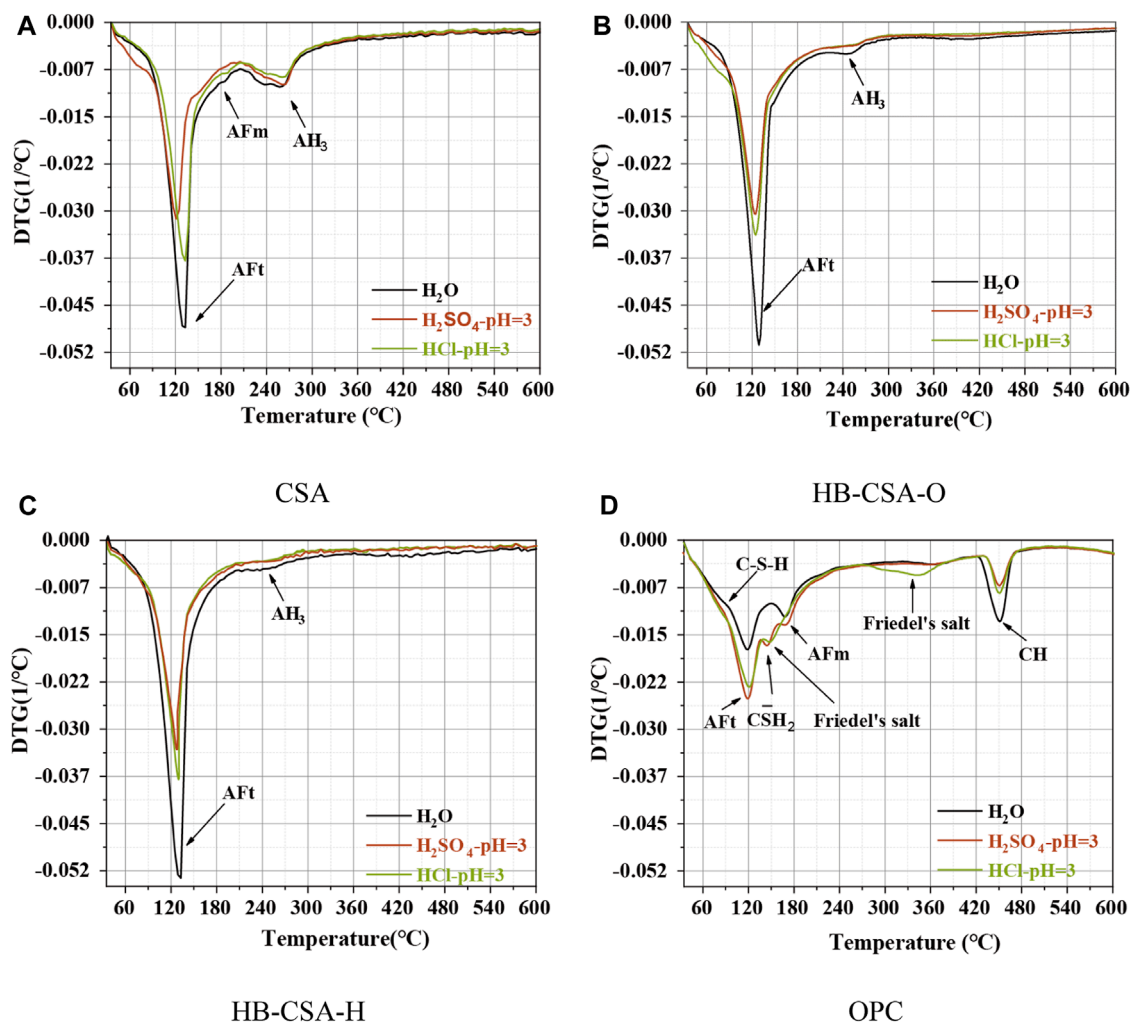 A
0.000
-0.007
-0.015
-0.022
-0.030
-0.037
-0.045
-0.052
DTG(1/°C)
AFm
AH₃
AFt
H₂O
H₂SO₄-pH=3
HCl-pH=3
60 120 180 240 300 360 420 480 540 600
Temerature (°C)
CSA
B
0.000
-0.007
-0.015
-0.022
-0.030
-0.037
-0.045
-0.052
DTG(1/°C)
AH₃
AFt
H₂O
H₂SO₄-pH=3
HCl-pH=3
60 120 180 240 300 360 420 480 540 600
Temperature(°C)
HB-CSA-O
C
0.000
-0.007
-0.015
-0.022
-0.030
-0.037
-0.045
-0.052
DTG(1/°C)
AH₃
AFt
H₂O
H₂SO₄-pH=3
HCl-pH=3
60 120 180 240 300 360 420 480 540 600
Temperature(°C)
HB-CSA-H
D
0.000
-0.007
-0.015
-0.022
-0.030
-0.037
-0.045
-0.052
DTG(1/°C)
C-S-H
Friedel's salt
CH
AFm
AFt
CS̅H₂
Friedel's salt
H₂O
H₂SO₄-pH=3
HCl-pH=3
60 120 180 240 300 360 420 480 540 600
Temperature (°C)
OPC